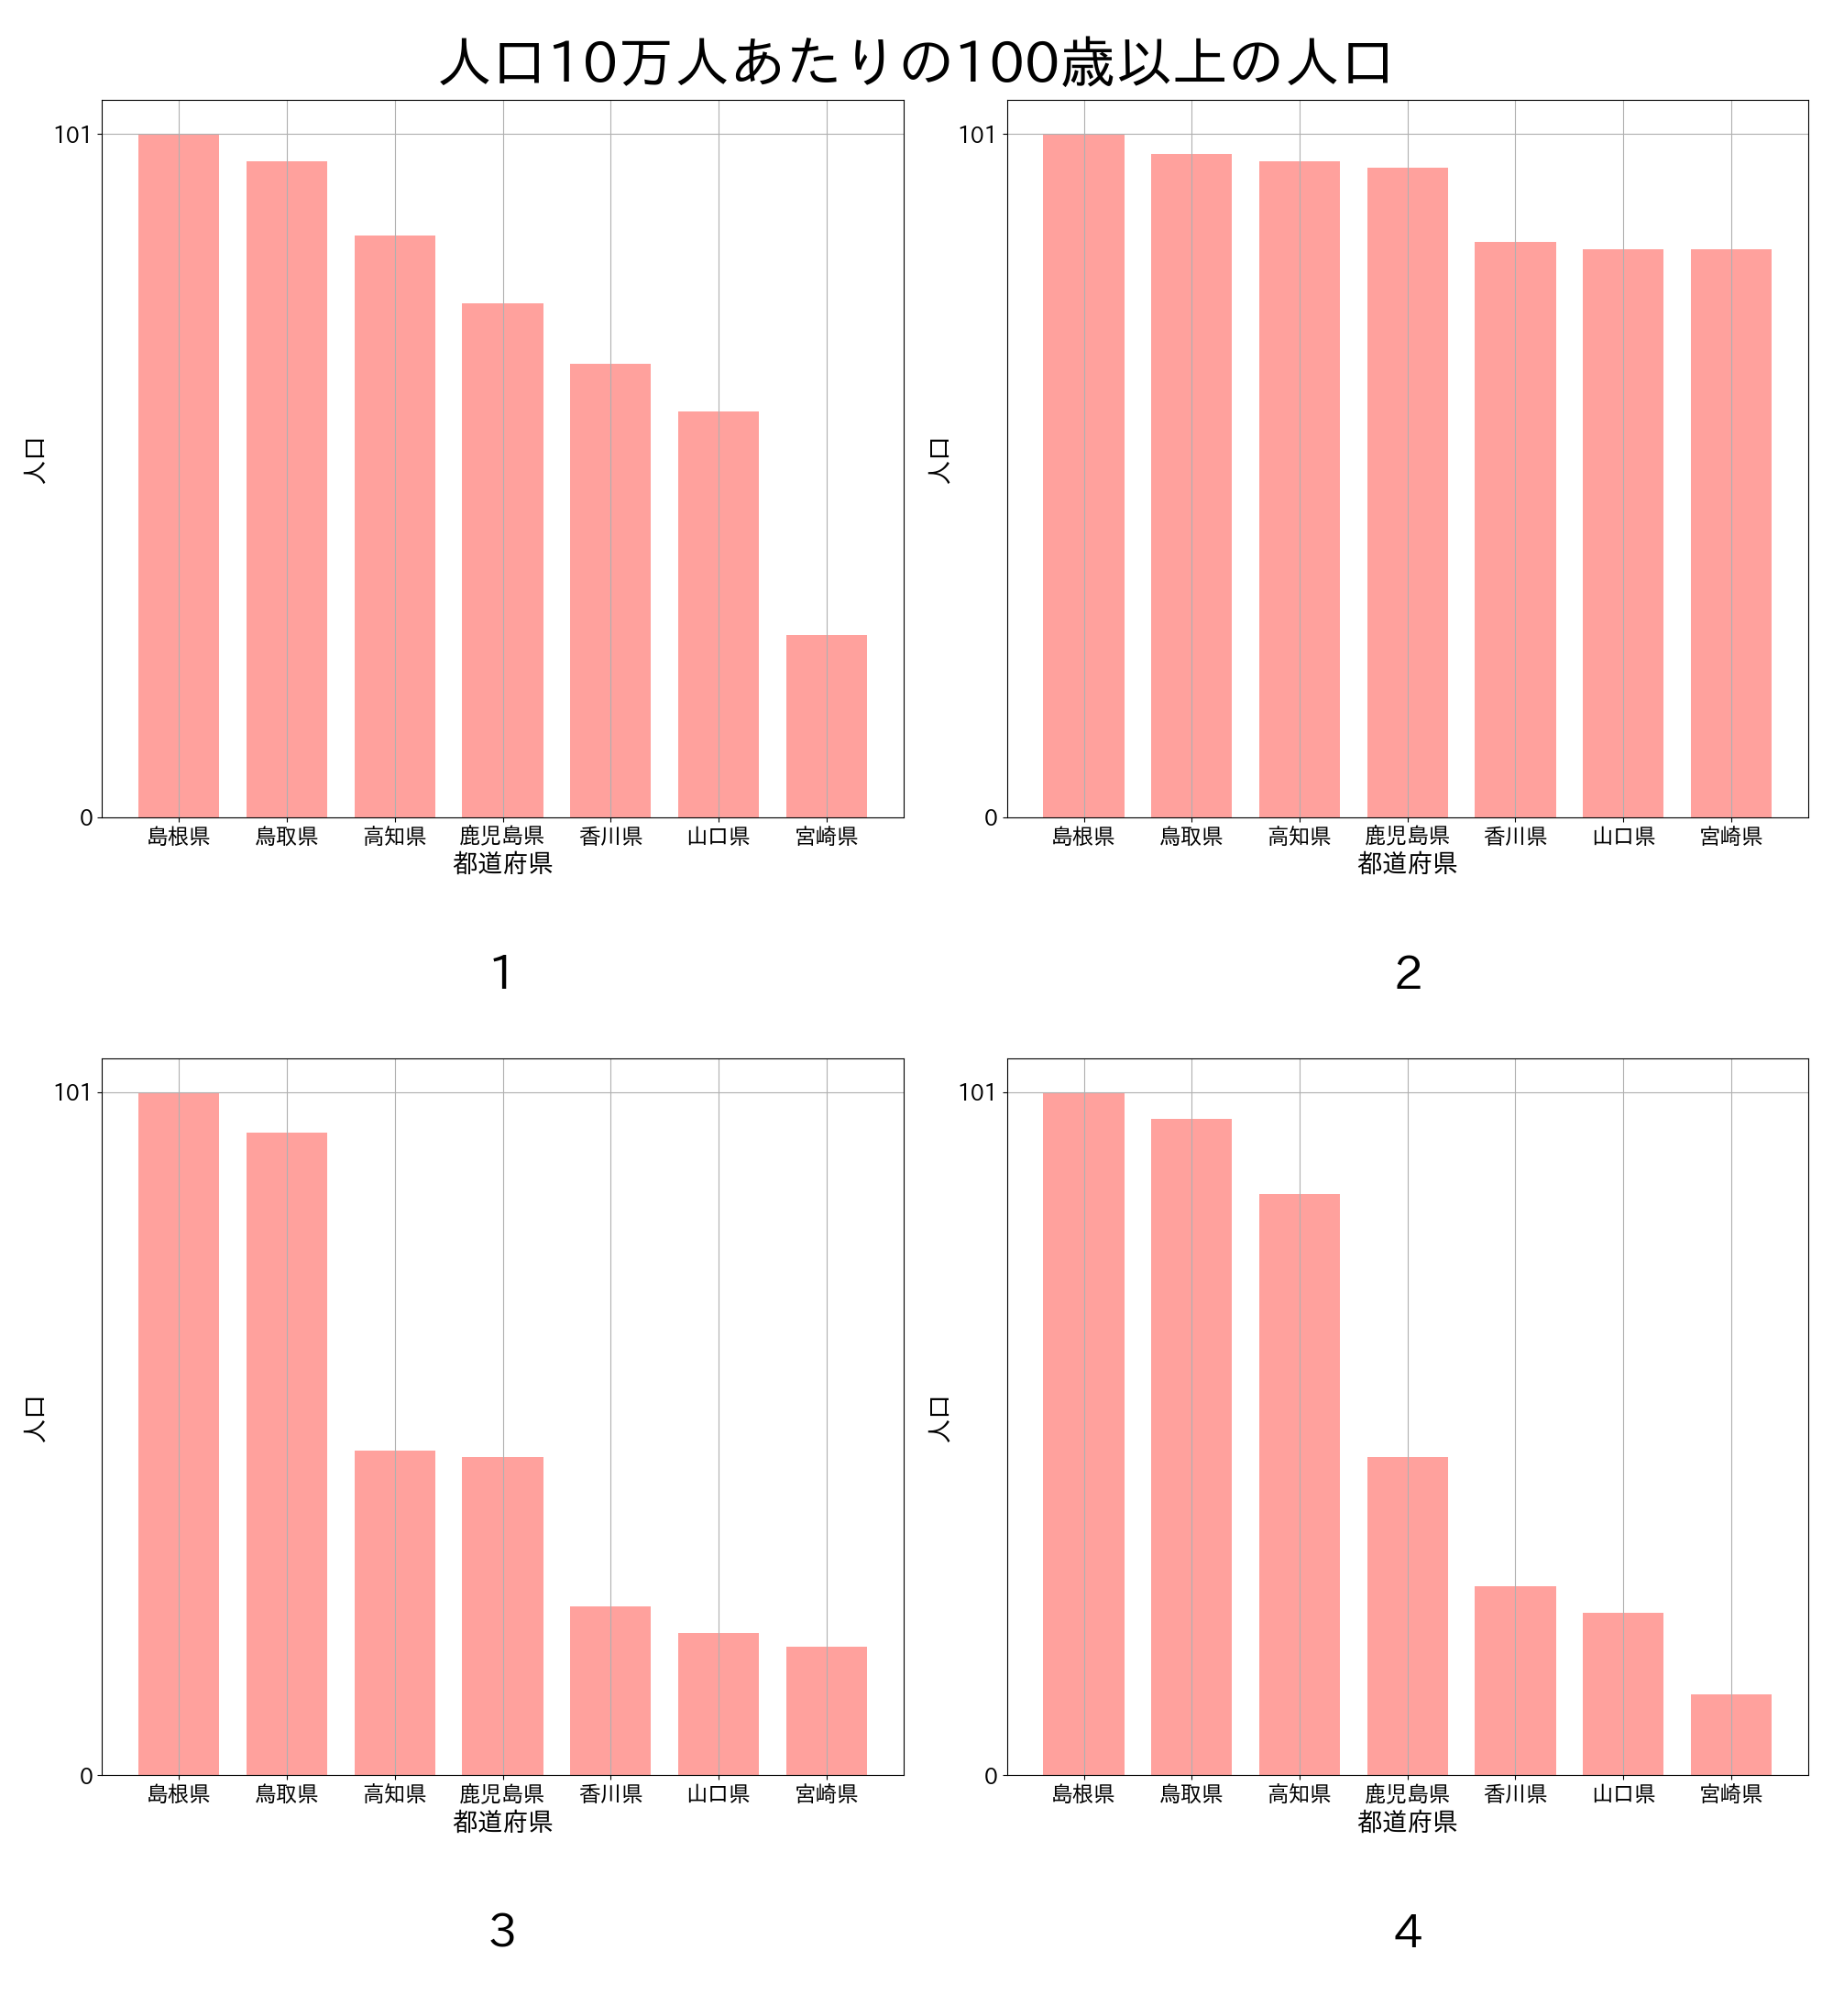 人口10万人あたりの100歳以上の人口
101
0
人口
島根県 鳥取県 高知県 鹿児島県 香川県 山口県 宮崎県
都道府県
1
101
0
人口
島根県 鳥取県 高知県 鹿児島県 香川県 山口県 宮崎県
都道府県
2
101
0
人口
島根県 鳥取県 高知県 鹿児島県 香川県 山口県 宮崎県
都道府県
3
101
0
人口
島根県 鳥取県 高知県 鹿児島県 香川県 山口県 宮崎県
都道府県
4